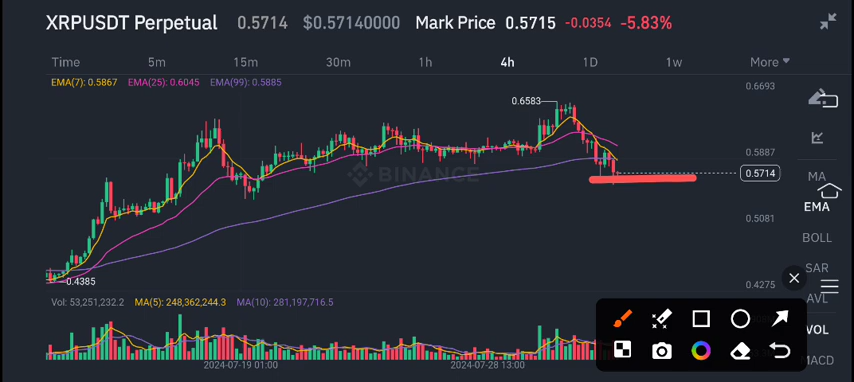 XRPUSDT Perpetual 0.5714 $0.57140000 Mark Price 0.5715 -0.0354 -5.83%
Time 5m 15m 30m 1h 4h 1D 1w More
EMA(7): 0.5867 EMA(25): 0.6045 EMA(99): 0.5885
0.6693
0.6583
0.5887
0.5714
BINANCE
MA
EMA
0.5081
BOLL
SAR
0.4385
0.4275
AVL
Vol: 53,251,232.2 MA(5): 248,362,244.3 MA(10): 281,197,716.5
VOL
MACD
2024-07-19 01:00 2024-07-28 13:00